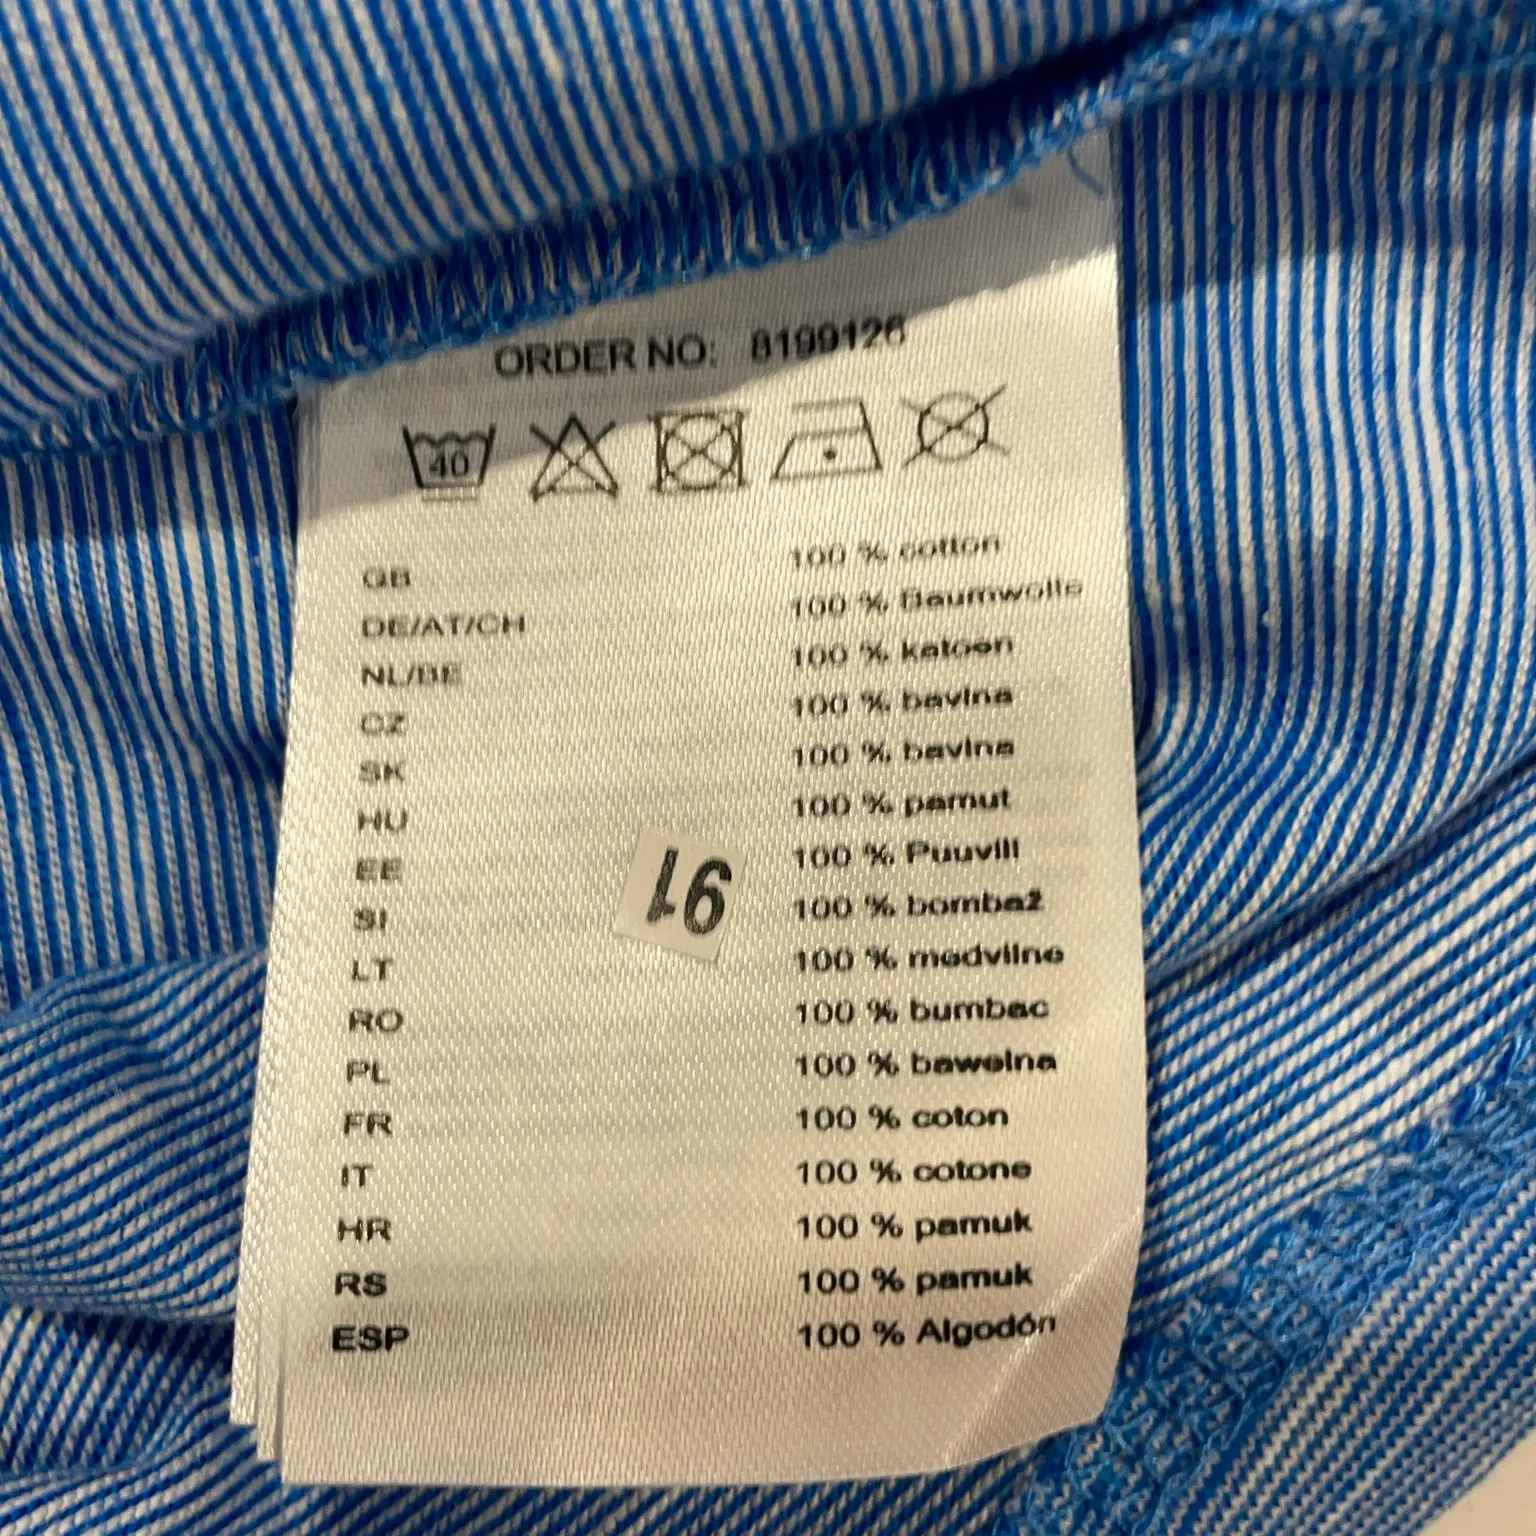 ORDER NO: 8199126
40
GB 100 % cotton
DE/AT/CH 100 % Baumwolle
NL/BE 100 % katoen
CZ 100 % bavlna
SK 100 % bavlna
HU 100 % pamut
EE 100 % Puuvill
SI 100 % bombaž
LT 100 % medvilne
RO 100 % bumbac
PL 100 % bawelna
FR 100 % coton
IT 100 % cotone
HR 100 % pamuk
RS 100 % pamuk
ESP 100 % Algodón
91